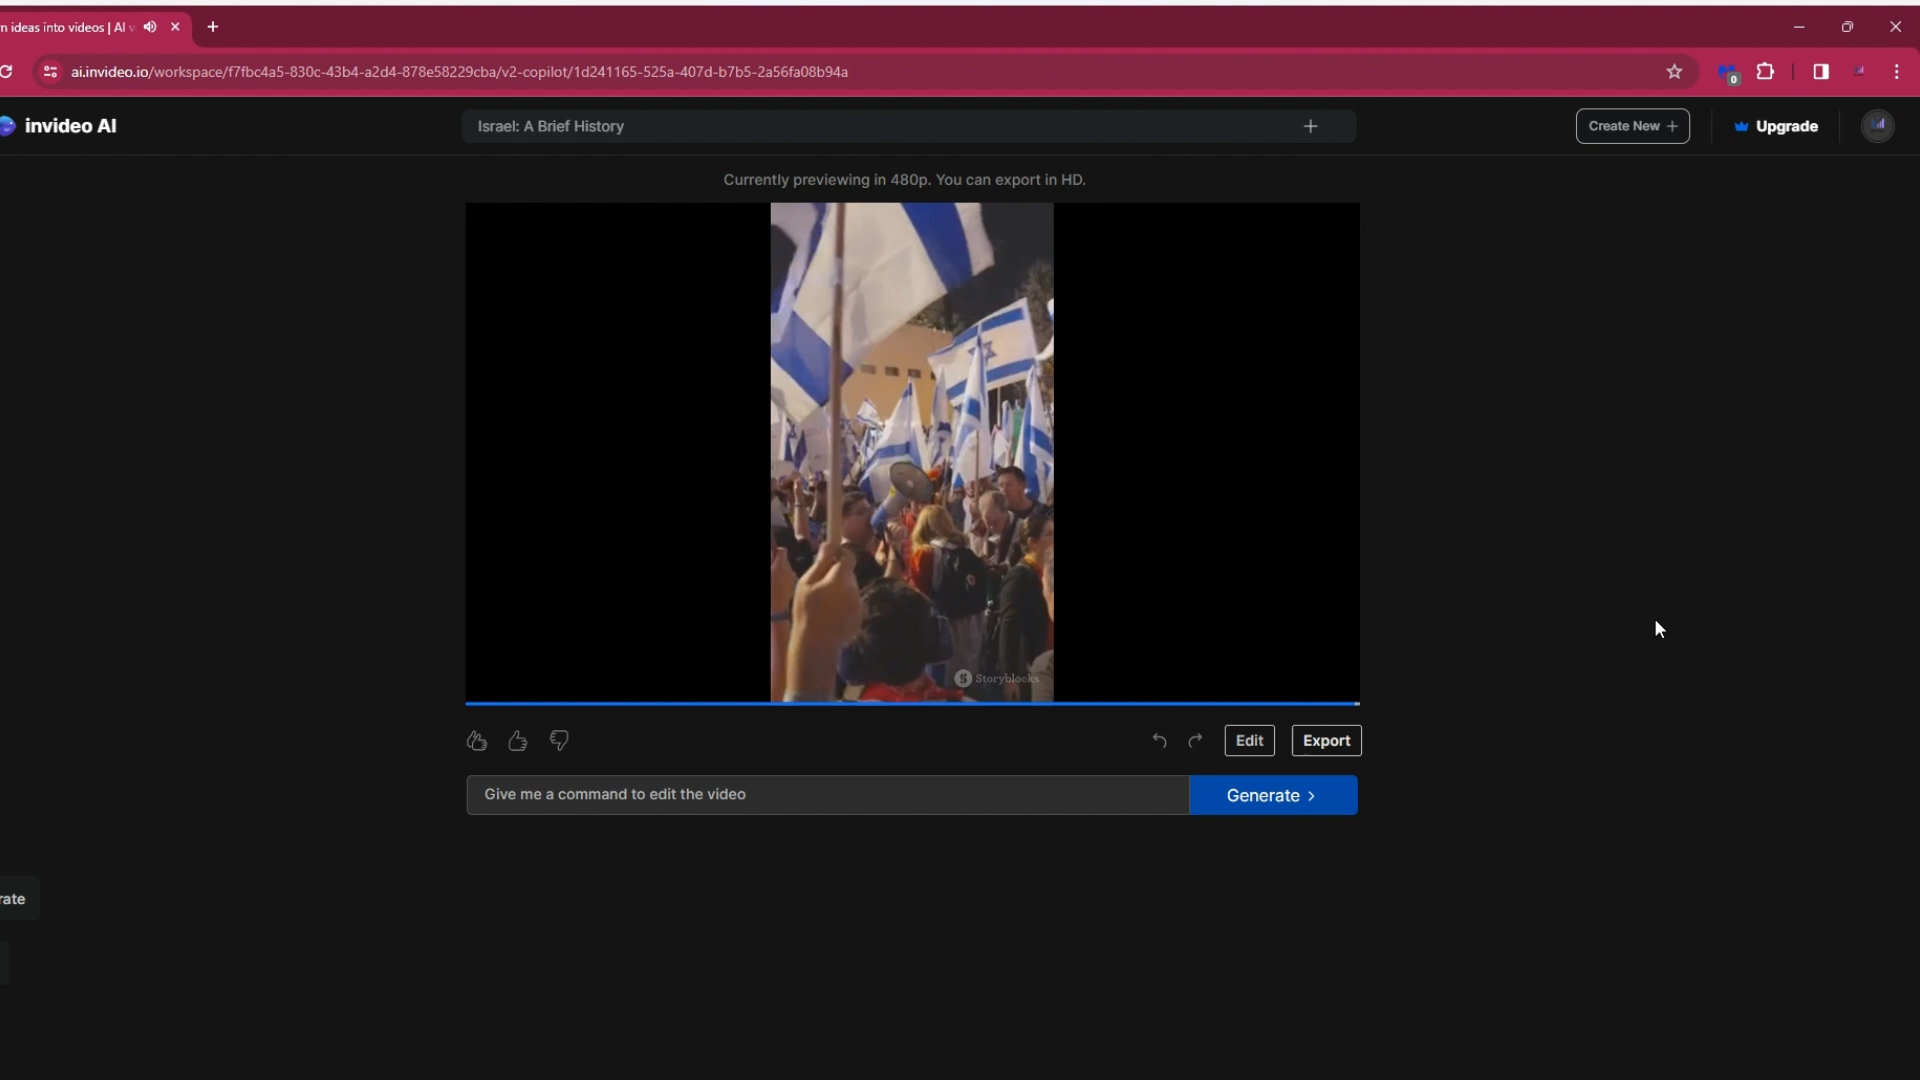 n ideas into videos | AI v
ai.invideo.io/workspace/f7fbc4a5-830c-43b4-a2d4-878e58229cba/v2-copilot/1d241165-525a-407d-b7b5-2a56fa08b94a
0
invideo AI
Israel: A Brief History
Create New +
Upgrade
Currently previewing in 480p. You can export in HD.
Storyblocks
Edit
Export
Give me a command to edit the video
Generate >
rate